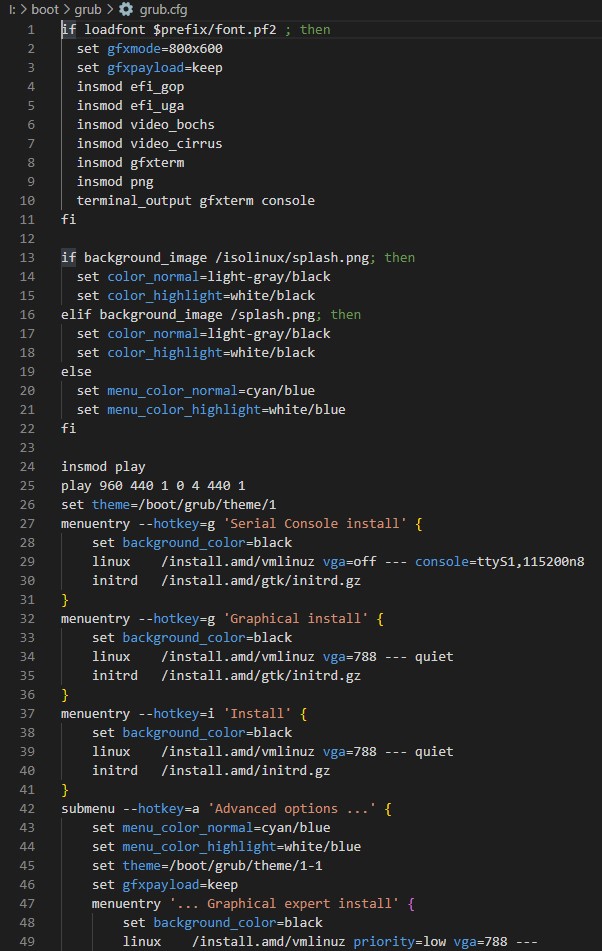 I: > boot > grub > grub.cfg
1 if loadfont $prefix/font.pf2 ; then
2   set gfxmode=800x600
3   set gfxpayload=keep
4   insmod efi_gop
5   insmod efi_uga
6   insmod video_bochs
7   insmod video_cirrus
8   insmod gfxterm
9   insmod png
10   terminal_output gfxterm console
11 fi
12
13 if background_image /isolinux/splash.png; then
14   set color_normal=light-gray/black
15   set color_highlight=white/black
16 elif background_image /splash.png; then
17   set color_normal=light-gray/black
18   set color_highlight=white/black
19 else
20   set menu_color_normal=cyan/blue
21   set menu_color_highlight=white/blue
22 fi
23
24 insmod play
25 play 960 440 1 0 4 440 1
26 set theme=/boot/grub/theme/1
27 menuentry --hotkey=g 'Serial Console install' {
28     set background_color=black
29     linux    /install.amd/vmlinuz vga=off --- console=ttyS1,115200n8
30     initrd   /install.amd/gtk/initrd.gz
31 }
32 menuentry --hotkey=g 'Graphical install' {
33     set background_color=black
34     linux    /install.amd/vmlinuz vga=788 --- quiet
35     initrd   /install.amd/gtk/initrd.gz
36 }
37 menuentry --hotkey=i 'Install' {
38     set background_color=black
39     linux    /install.amd/vmlinuz vga=788 --- quiet
40     initrd   /install.amd/initrd.gz
41 }
42 submenu --hotkey=a 'Advanced options ...' {
43     set menu_color_normal=cyan/blue
44     set menu_color_highlight=white/blue
45     set theme=/boot/grub/theme/1-1
46     set gfxpayload=keep
47     menuentry '... Graphical expert install' {
48         set background_color=black
49         linux    /install.amd/vmlinuz priority=low vga=788 ---